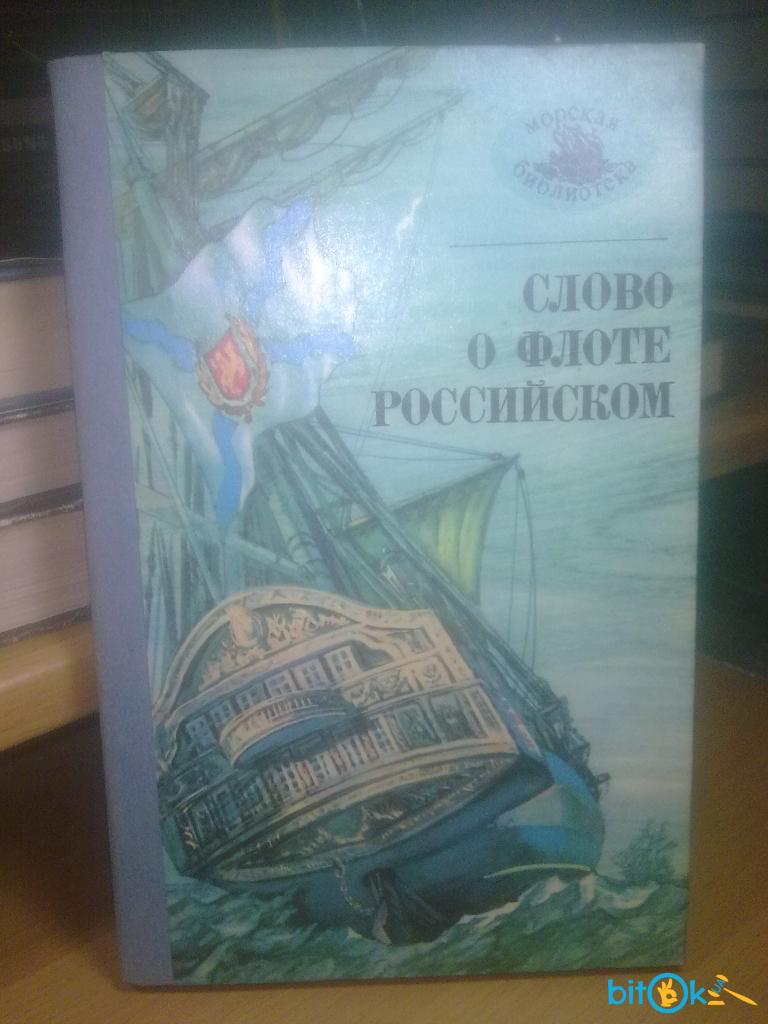 морская
библиотека
СЛОВО
О ФЛОТЕ
РОССИЙСКОМ
bitOk